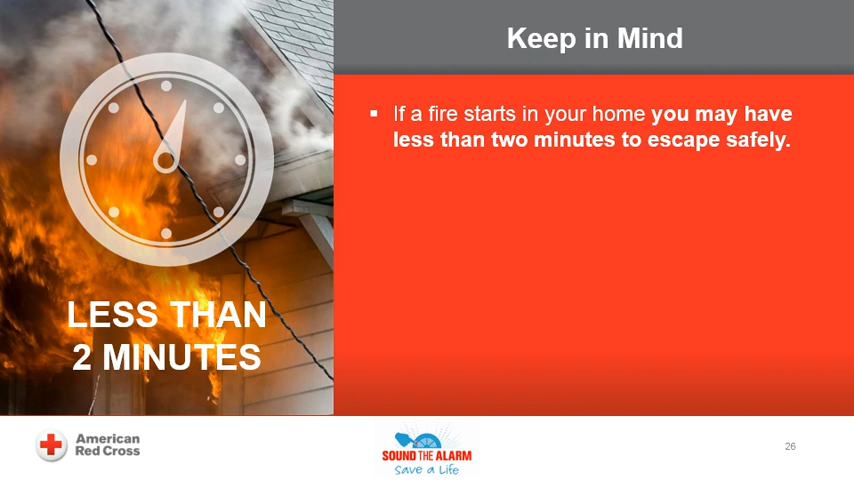 Keep in Mind
▪ If a fire starts in your home you may have
less than two minutes to escape safely.
LESS THAN
2 MINUTES
American
Red Cross
SOUND THE ALARM
Save a Life
26